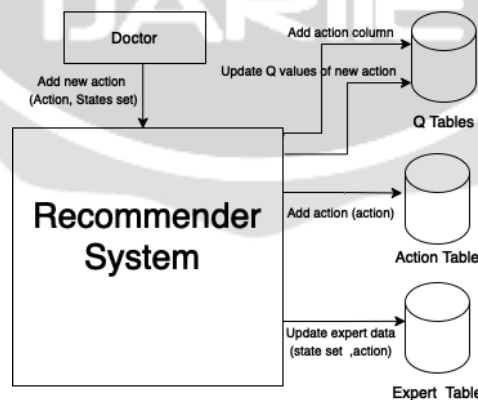 IJARIIE
Doctor
Add action column
Add new action
(Action, States set)
Update Q values of new action
Q Tables
Recommender
System
Add action (action)
Action Table
Update expert data
(state set ,action)
Expert Table